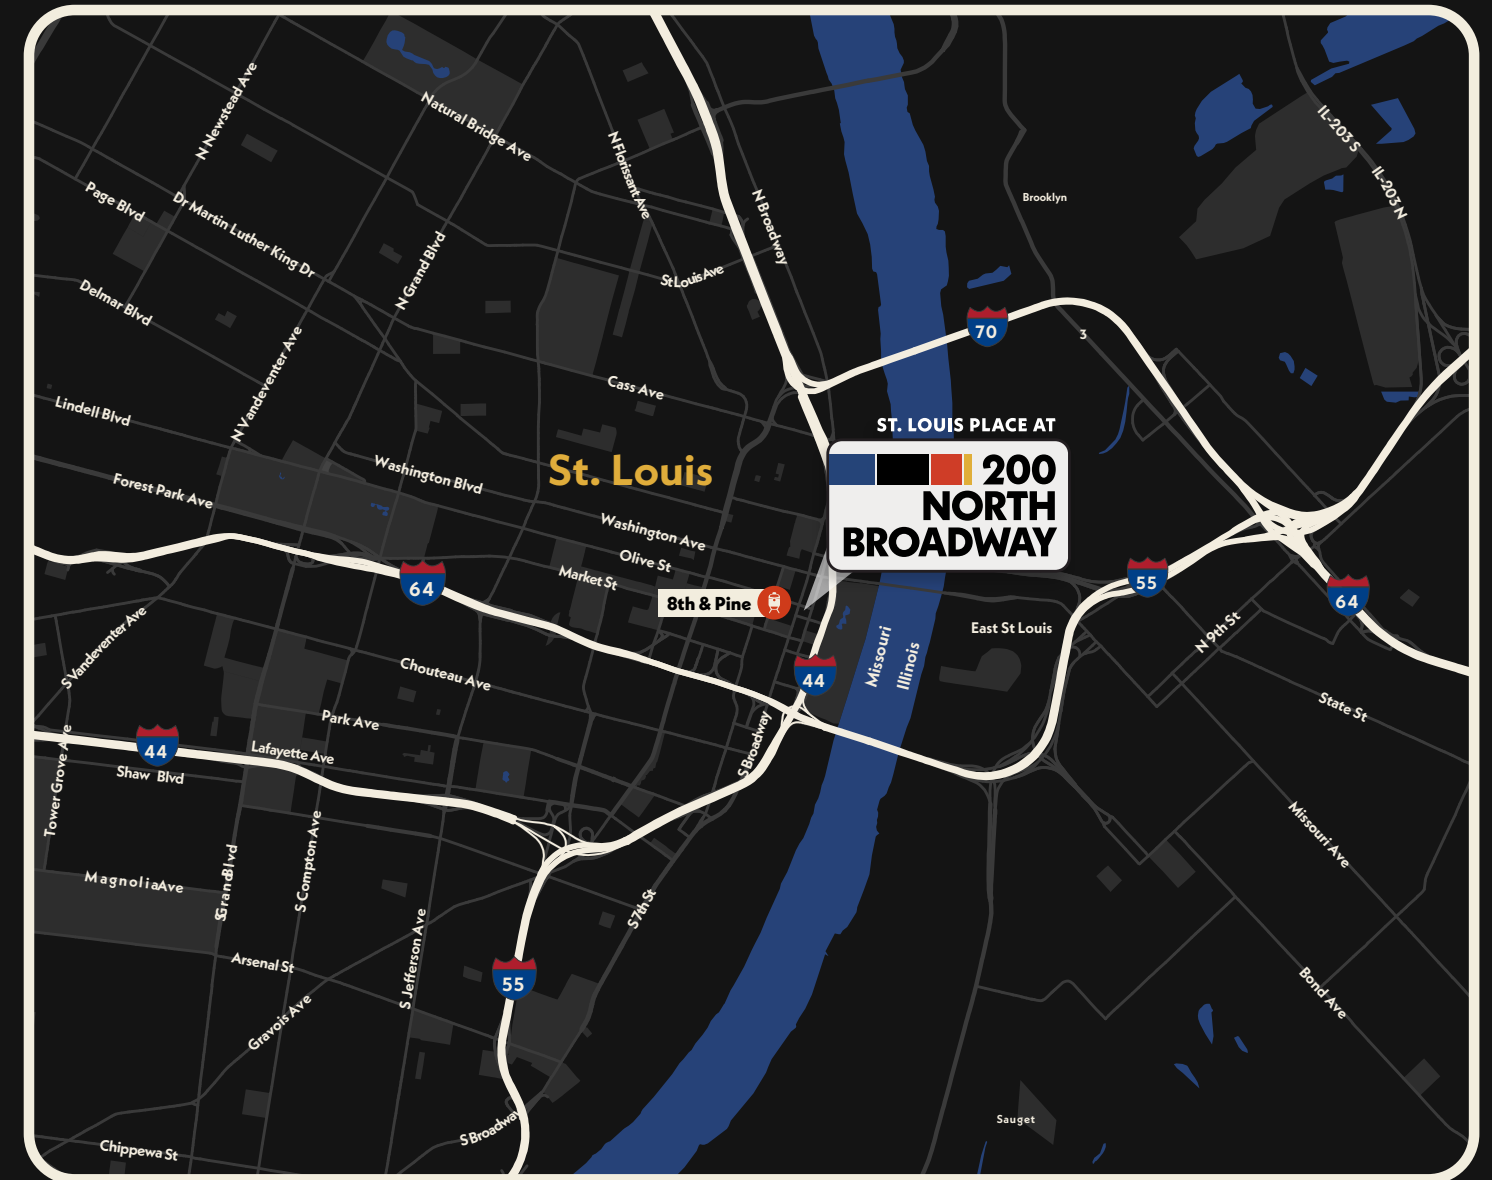 N Newstead Ave
Natural Bridge Ave
IL-203 S
N Florissant Ave
IL-203 N
Page Blvd
Dr Martin Luther King Dr
Brooklyn
N Broadway
N Grand Blvd
St Louis Ave
Delmar Blvd
70
3
N Vandeventer Ave
Cass Ave
Lindell Blvd
ST. LOUIS PLACE AT
200
NORTH
BROADWAY
St. Louis
Washington Blvd
Forest Park Ave
Washington Ave
Olive St
Market St
64
55
64
8th & Pine
S Vandeventer Ave
East St Louis
N 9th St
Missouri
Illinois
Chouteau Ave
44
State St
Park Ave
S Broadway
44
Lafayette Ave
Shaw Blvd
Tower Grove Ave
Missouri Ave
S Grand Blvd
S Compton Ave
Magnolia Ave
S 7th St
Arsenal St
S Jefferson Ave
55
Bond Ave
Gravois Ave
S Broadway
Sauget
Chippewa St